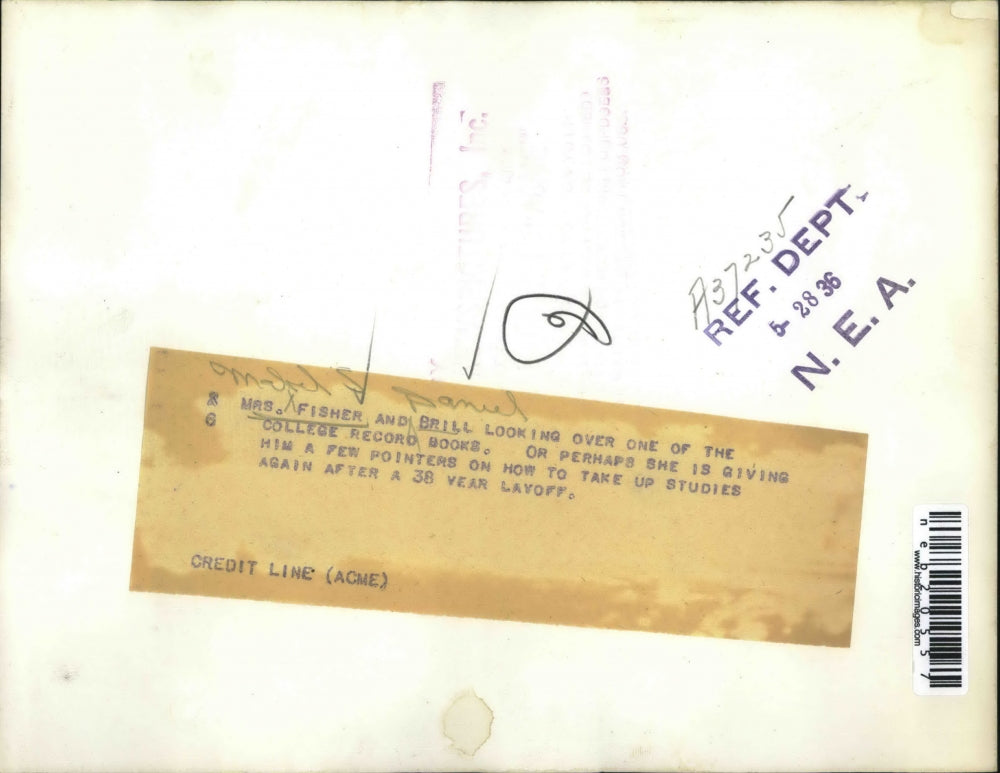 A37235
REF. DEPT.
5- 28 36
N. E. A.
Mabel L Daniel
8 MRS. FISHER AND BRILL LOOKING OVER ONE OF THE
6 COLLEGE RECORD BOOKS. OR PERHAPS SHE IS GIVING
HIM A FEW POINTERS ON HOW TO TAKE UP STUDIES
AGAIN AFTER A 38 YEAR LAYOFF.
CREDIT LINE (ACME)
neb20557
www.historicimages.com